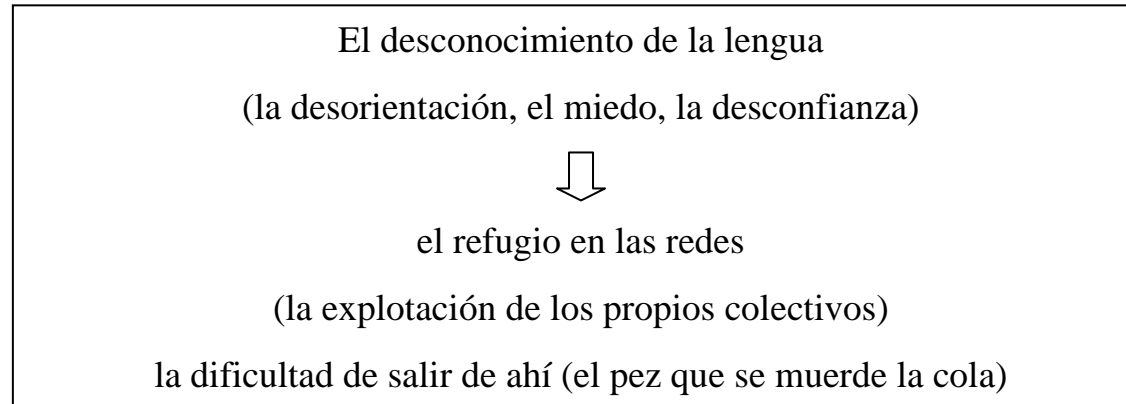 El desconocimiento de la lengua
(la desorientación, el miedo, la desconfianza)
el refugio en las redes
(la explotación de los propios colectivos)
la dificultad de salir de ahí (el pez que se muerde la cola)